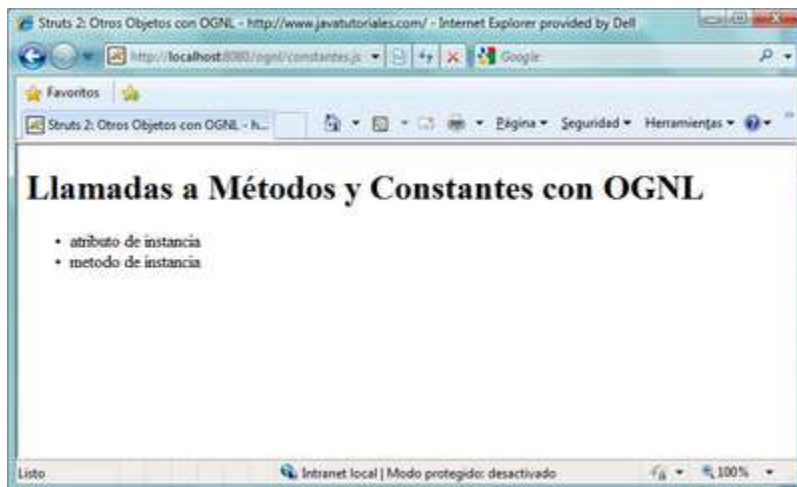 Struts 2: Otros Objetos con OGNL - http://www.javatutoriales.com/ - Internet Explorer provided by Dell
http://localhost:8080/ognl/constantes.js
Google
Favoritos
Struts 2: Otros Objetos con OGNL - h...
Página
Seguridad
Herramientas
Llamadas a Métodos y Constantes con OGNL
• atributo de instancia
• metodo de instancia
Listo
Intranet local | Modo protegido: desactivado
100%